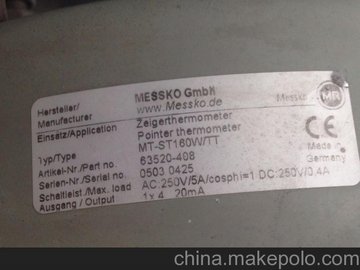 MESSKO GmbH
www.Messko.de
Messko MR
Hersteller/
Manufacturer
Einsatz/Application Zeigerthermometer
Pointer thermometer
Typ/Type MT-ST160W/TT
Artikel-Nr./Part no. 63520-408
Serien-Nr./Serial no. 0503 0425
Schaltleist./Max. load AC:250V/5A/cosphi=1 DC:250V/0,4A
Ausgang / Output 1x 4...20mA
CE
Made in
Germany
china.makepolo.com